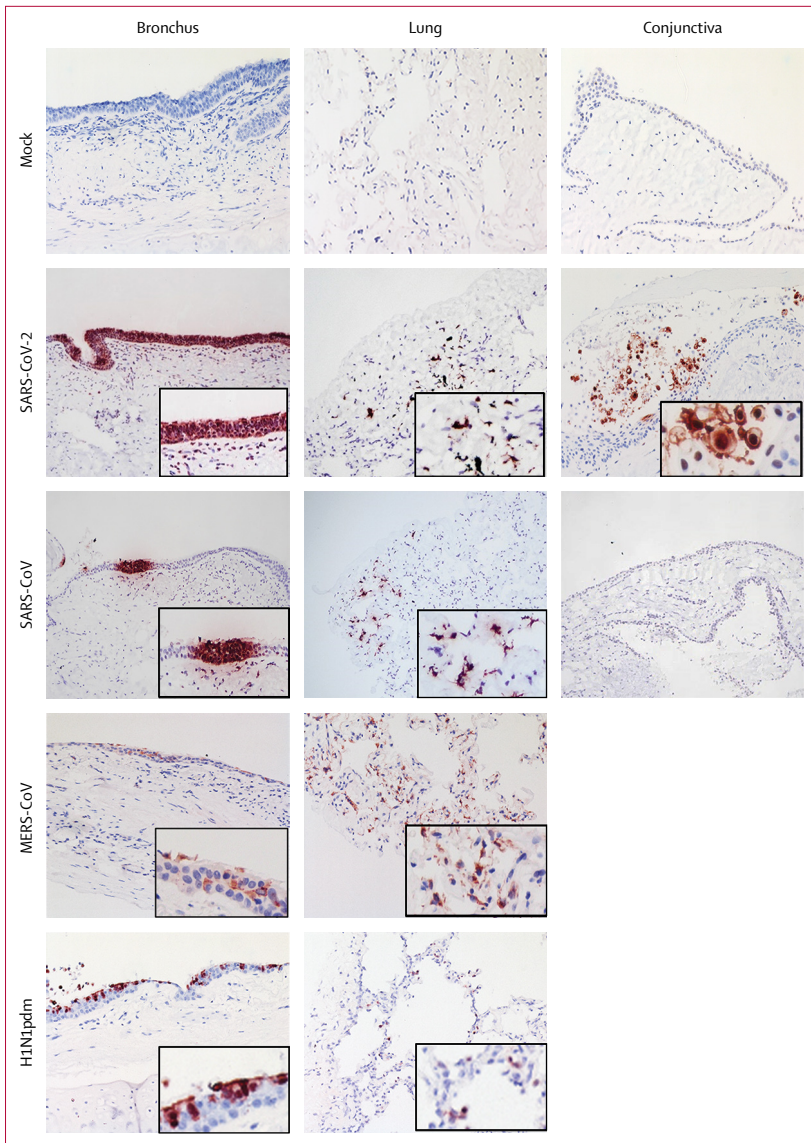 Bronchus
Lung
Conjunctiva
Mock
SARS-CoV-2
SARS-CoV
MERS-CoV
H1N1pdm